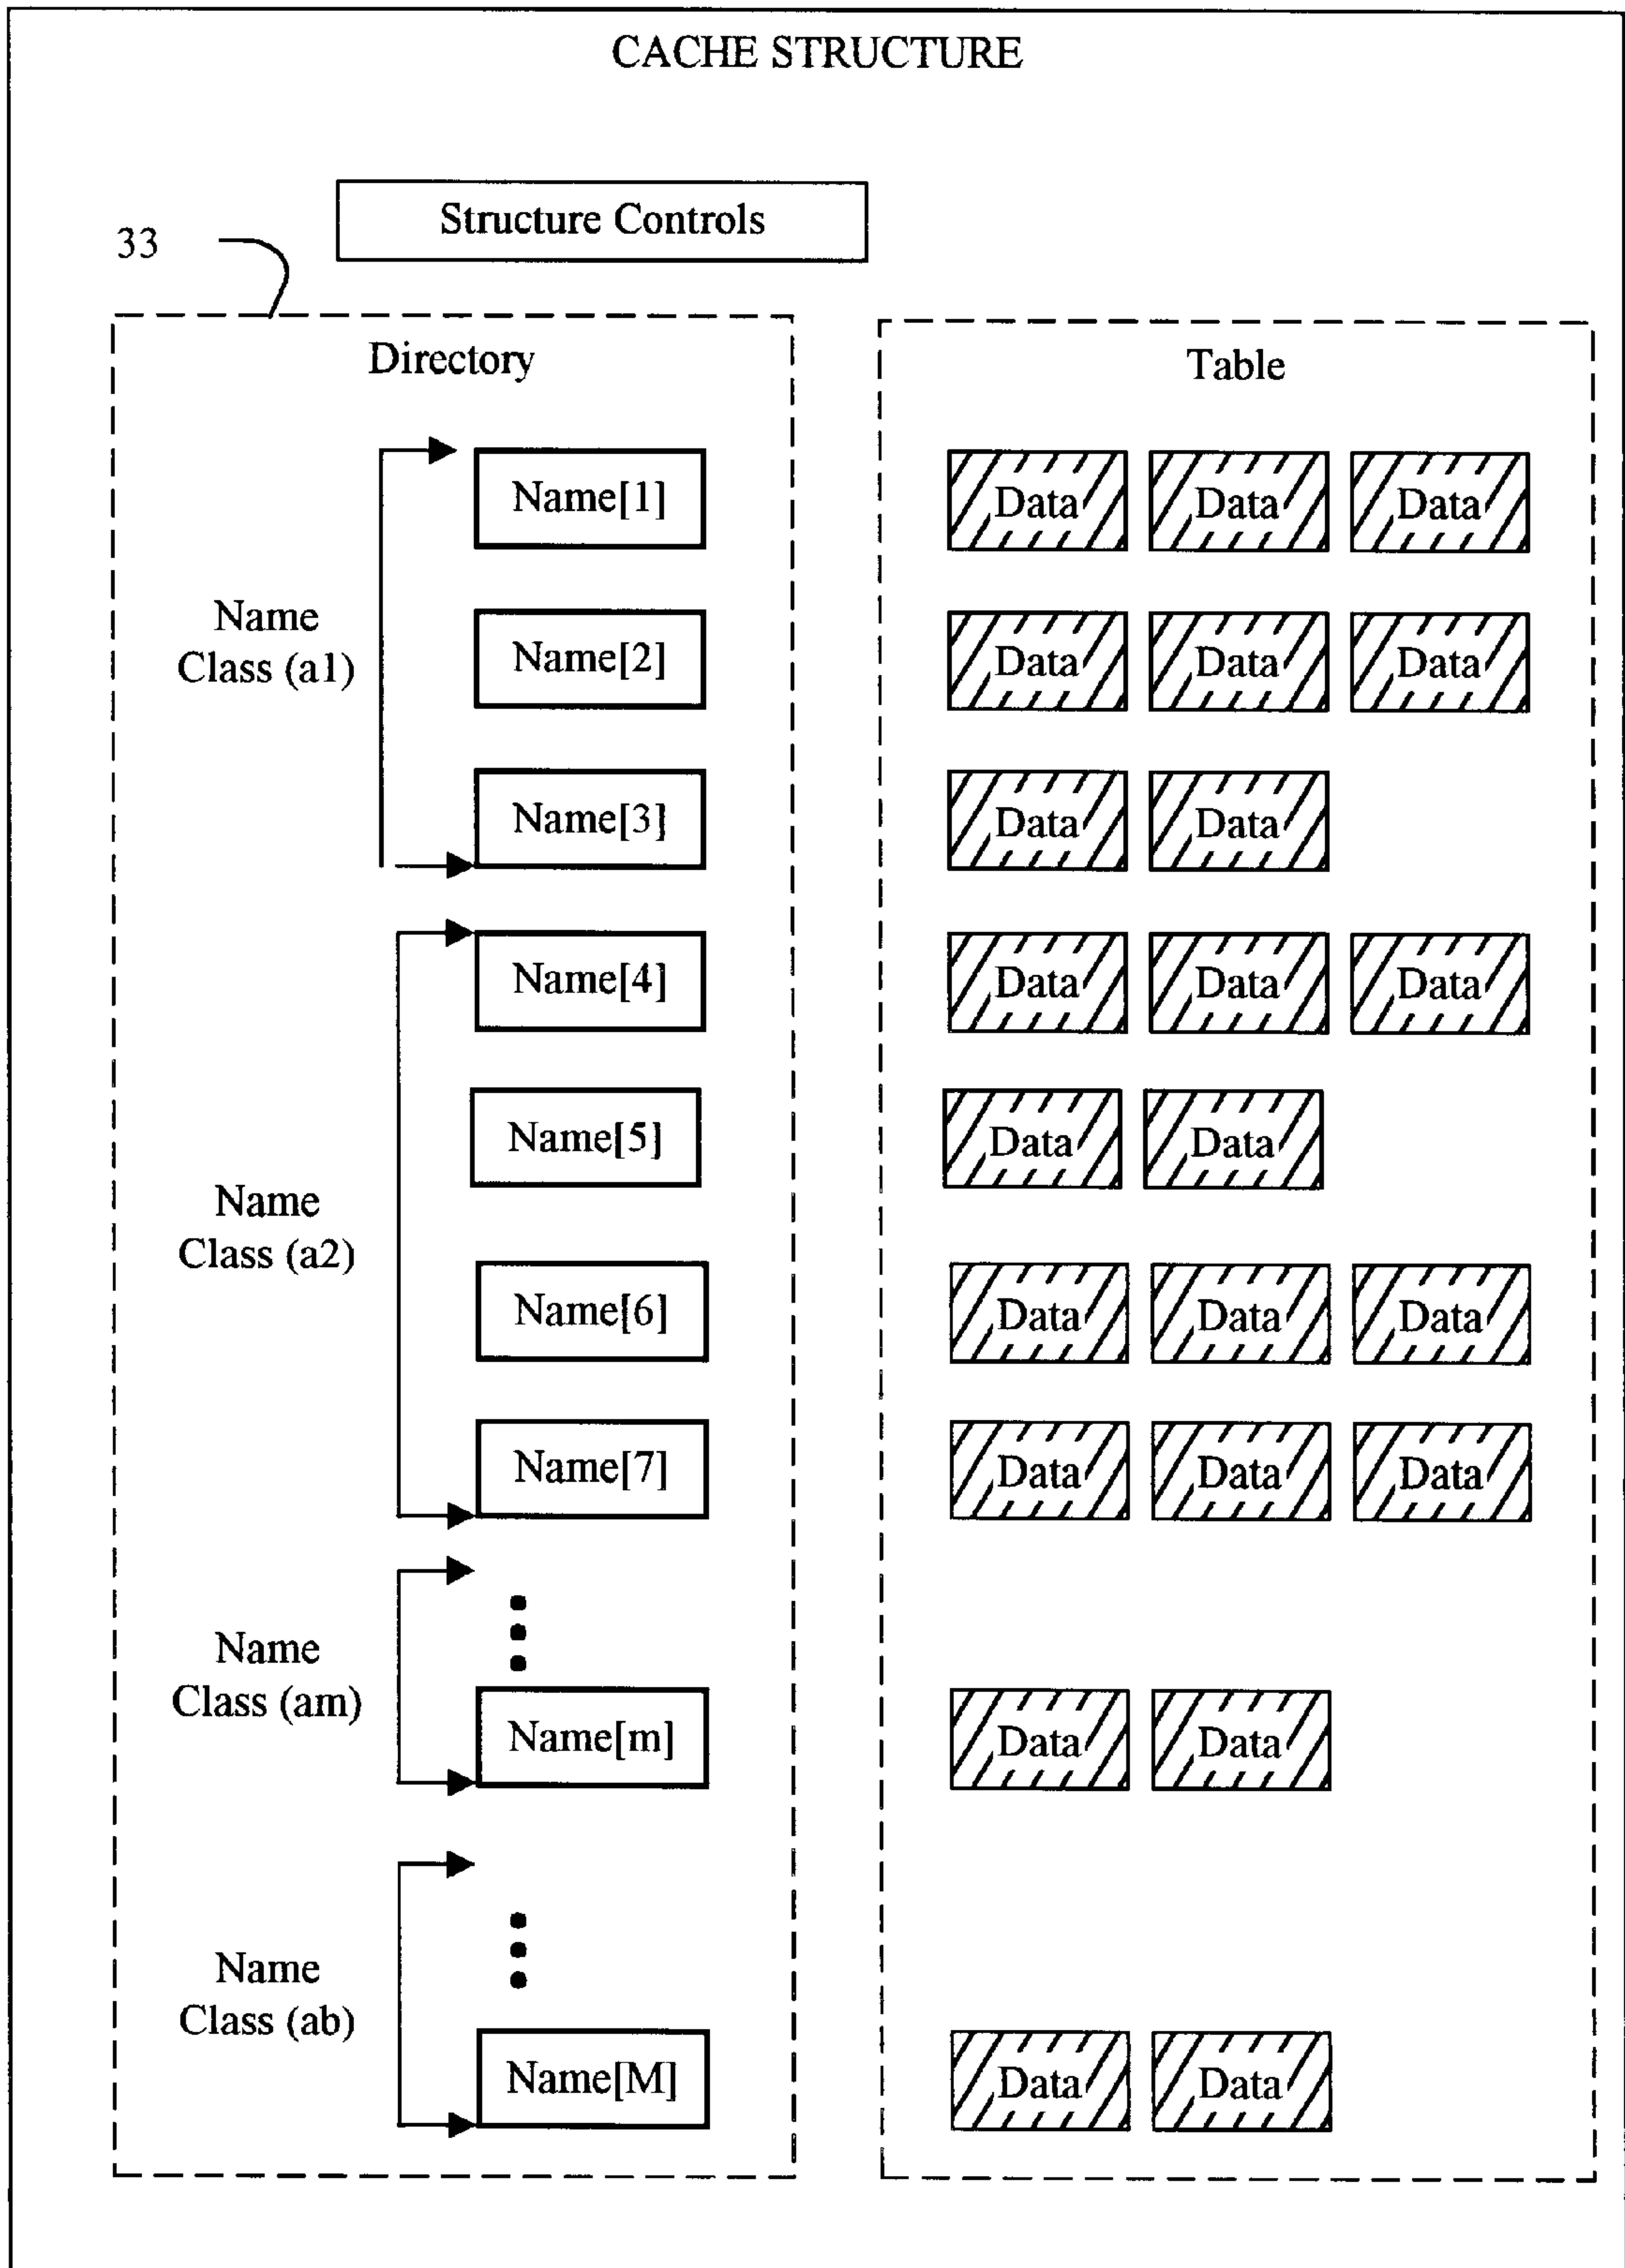 CACHE STRUCTURE
Structure Controls
33
Directory
Table
Name[1]
Data Data Data
Name
Class (a1)
Name[2]
Data Data Data
Name[3]
Data Data
Name[4]
Data Data Data
Name[5]
Data Data
Name
Class (a2)
Name[6]
Data Data Data
Name[7]
Data Data Data
Name
Class (am)
Name[m]
Data Data
Name
Class (ab)
Name[M]
Data Data